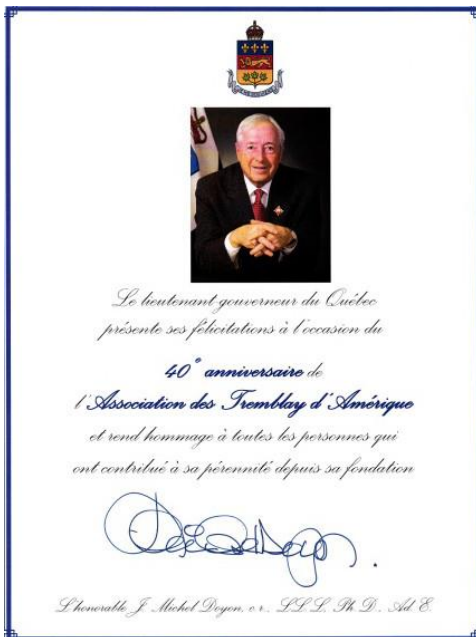 Le lieutenant-gouverneur du Québec
présente ses félicitations à l'occasion du
40e anniversaire de
l'Association des Tremblay d'Amérique
et rend hommage à toutes les personnes qui
ont contribué à sa pérennité depuis sa fondation
L'honorable J. Michel Doyon, c.r., LL.L., Ph.D., Ad.E.